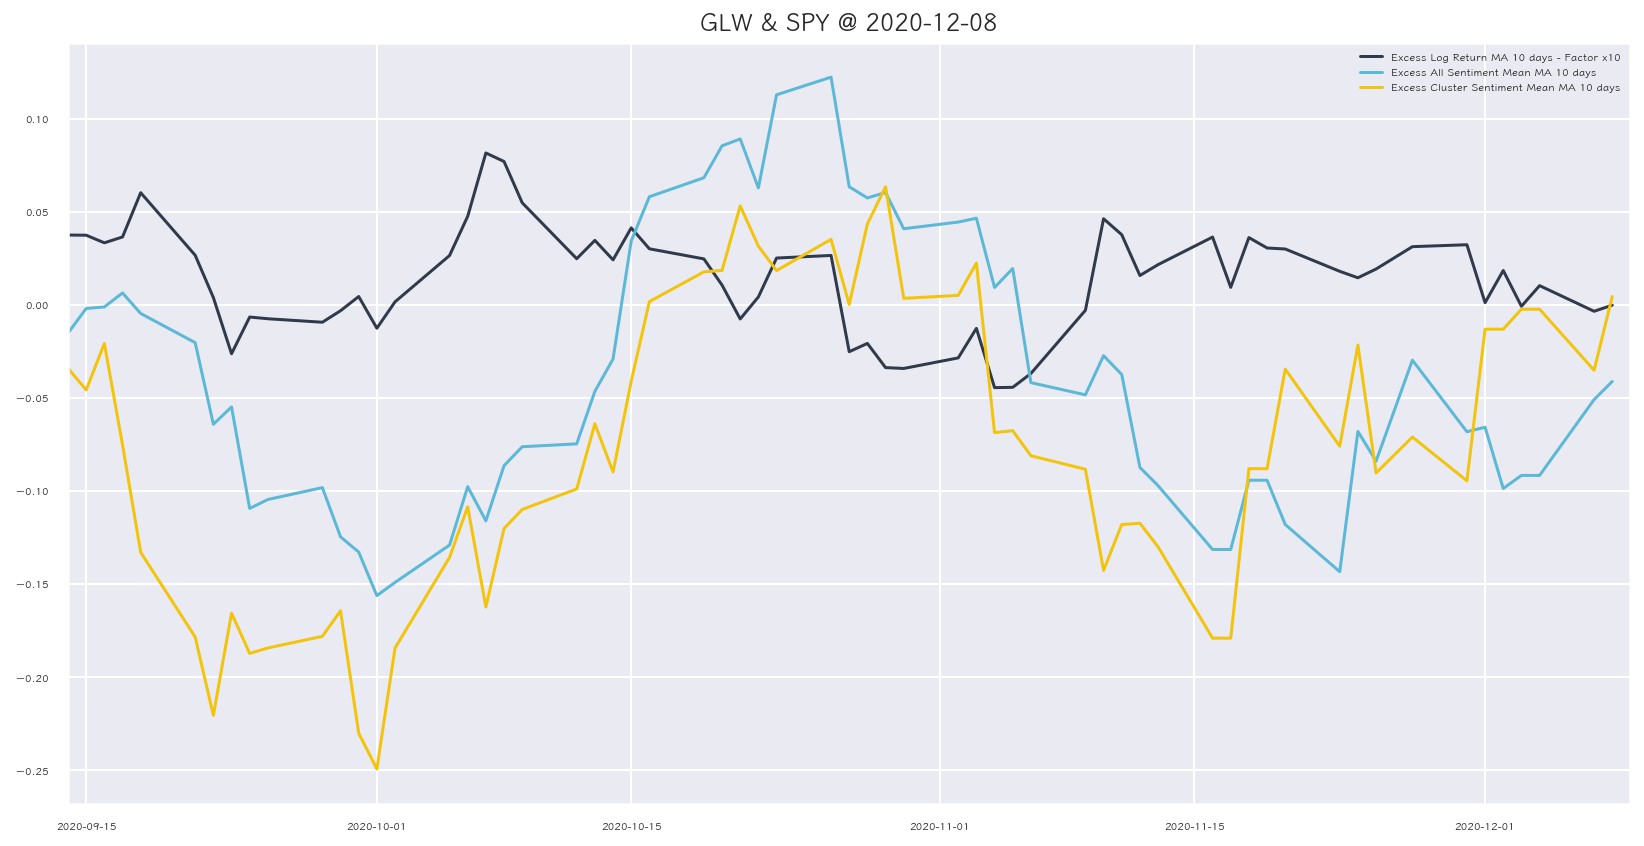 GLW & SPY @ 2020-12-08
Excess Log Return MA 10 days - Factor x10
Excess All Sentiment Mean MA 10 days
Excess Cluster Sentiment Mean MA 10 days
0.10
0.05
0.00
−0.05
−0.10
−0.15
−0.20
−0.25
2020-09-15 2020-10-01 2020-10-15 2020-11-01 2020-11-15 2020-12-01